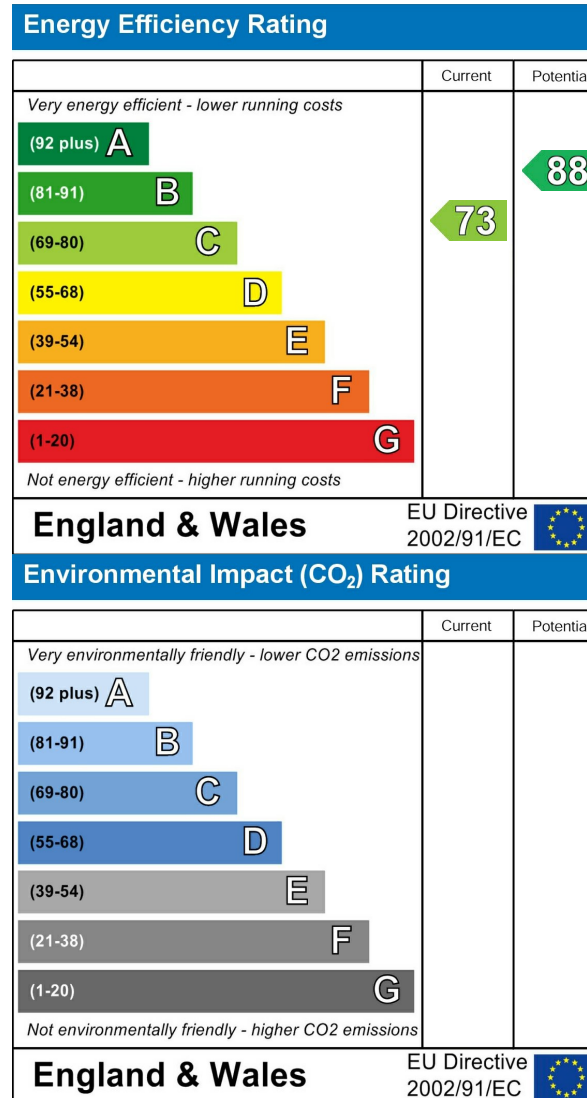 Energy Efficiency Rating
Current Potentia
Very energy efficient - lower running costs
(92 plus) A
(81-91) B
88
(69-80) C
73
(55-68) D
(39-54) E
(21-38) F
(1-20) G
Not energy efficient - higher running costs
England & Wales
EU Directive
2002/91/EC
Environmental Impact (CO₂) Rating
Current Potentia
Very environmentally friendly - lower CO2 emissions
(92 plus) A
(81-91) B
(69-80) C
(55-68) D
(39-54) E
(21-38) F
(1-20) G
Not environmentally friendly - higher CO2 emissions
England & Wales
EU Directive
2002/91/EC